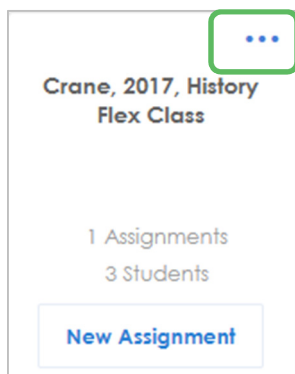 Crane, 2017, History
Flex Class
1 Assignments
3 Students
New Assignment